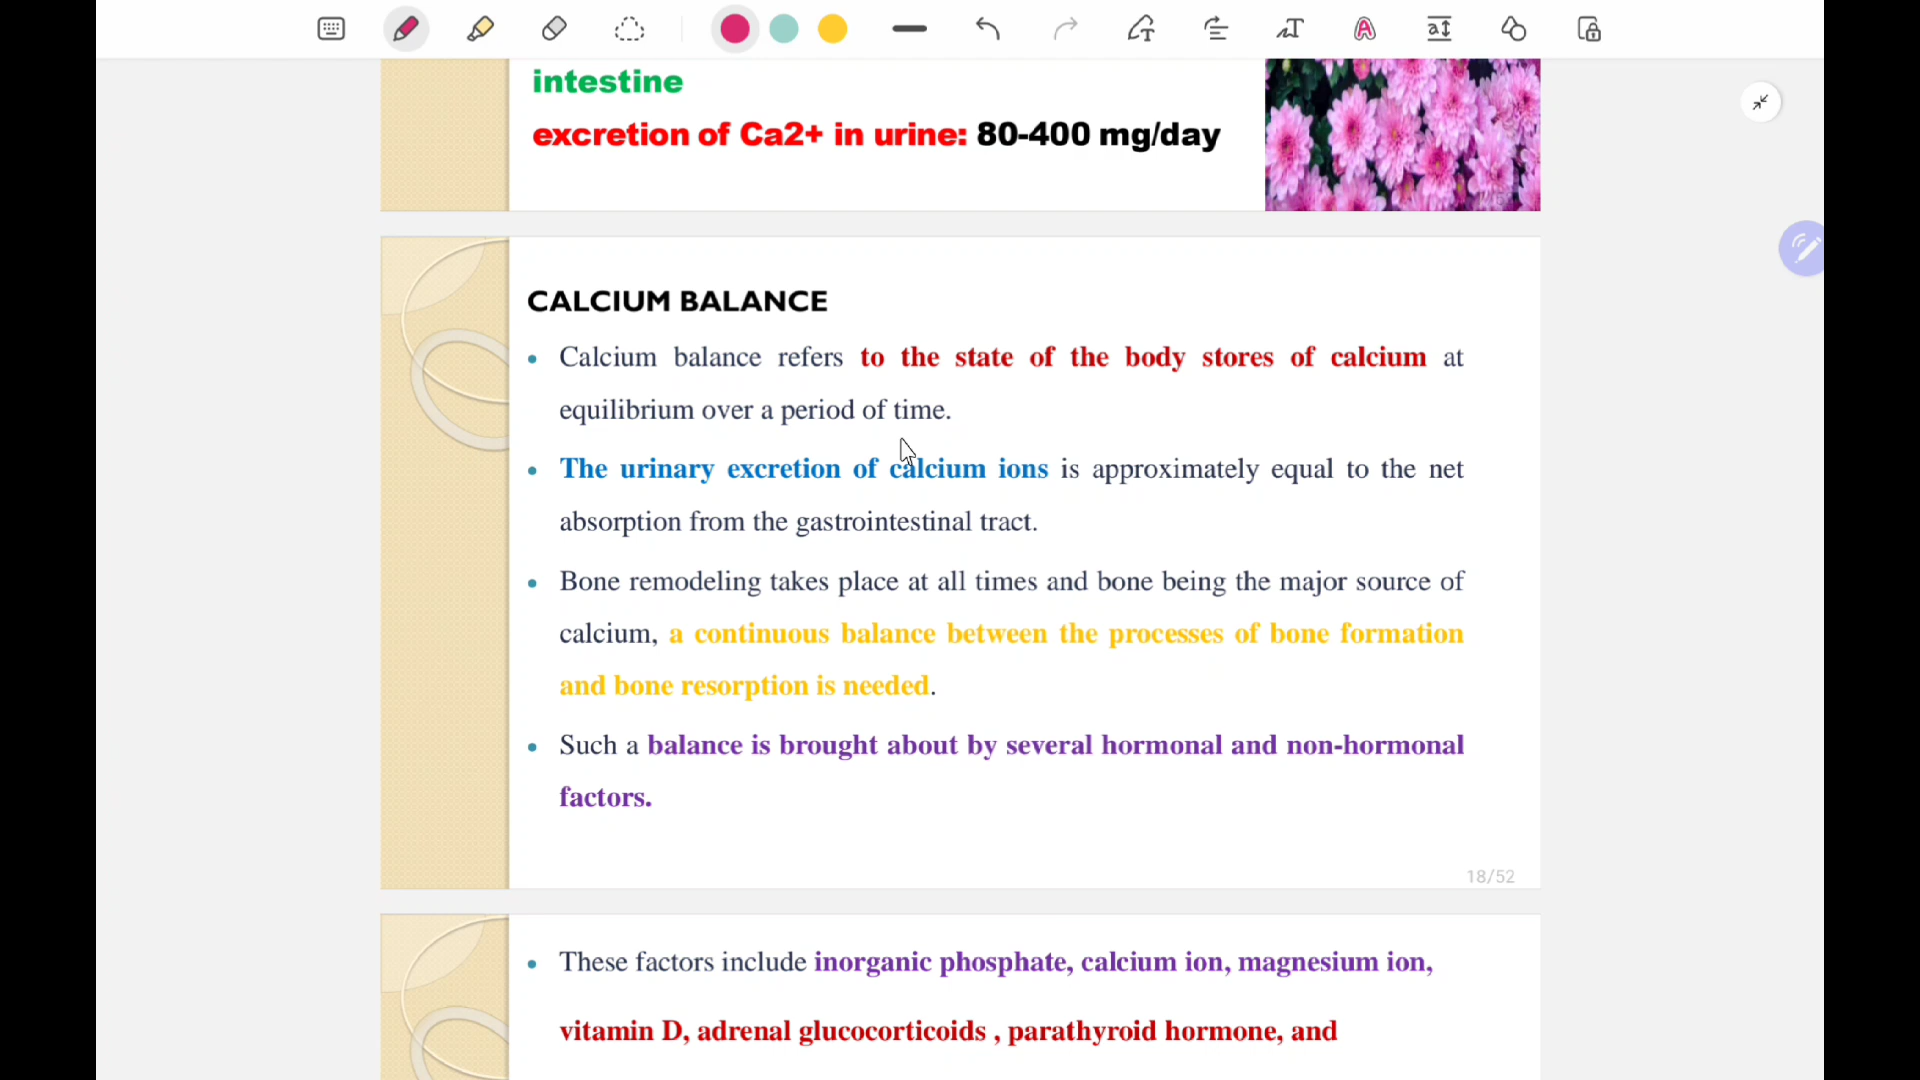 intestine
excretion of Ca2+ in urine: 80-400 mg/day
CALCIUM BALANCE
• Calcium balance refers to the state of the body stores of calcium at
equilibrium over a period of time.
• The urinary excretion of calcium ions is approximately equal to the net
absorption from the gastrointestinal tract.
• Bone remodeling takes place at all times and bone being the major source of
calcium, a continuous balance between the processes of bone formation
and bone resorption is needed.
• Such a balance is brought about by several hormonal and non-hormonal
factors.
18/52
• These factors include inorganic phosphate, calcium ion, magnesium ion,
vitamin D, adrenal glucocorticoids , parathyroid hormone, and